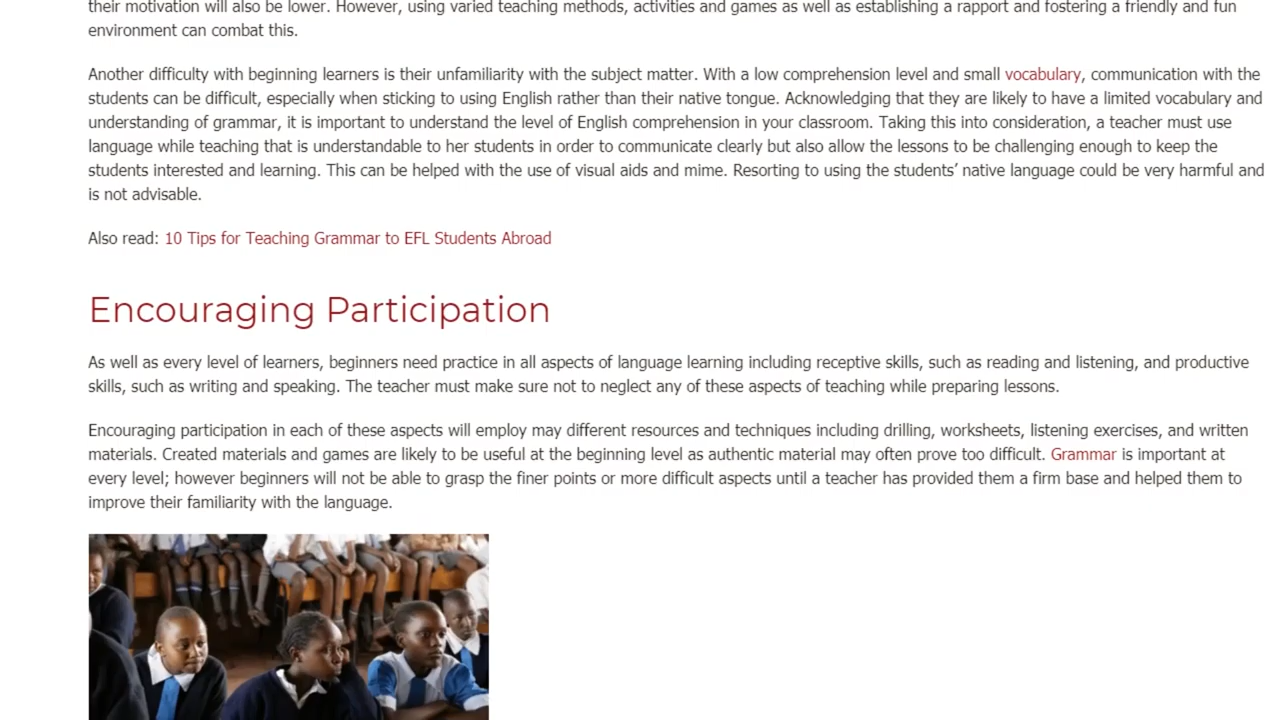 their motivation will also be lower. However, using varied teaching methods, activities and games as well as establishing a rapport and fostering a friendly and fun
environment can combat this.
Another difficulty with beginning learners is their unfamiliarity with the subject matter. With a low comprehension level and small vocabulary, communication with the
students can be difficult, especially when sticking to using English rather than their native tongue. Acknowledging that they are likely to have a limited vocabulary and
understanding of grammar, it is important to understand the level of English comprehension in your classroom. Taking this into consideration, a teacher must use
language while teaching that is understandable to her students in order to communicate clearly but also allow the lessons to be challenging enough to keep the
students interested and learning. This can be helped with the use of visual aids and mime. Resorting to using the students’ native language could be very harmful and
is not advisable.
Also read: 10 Tips for Teaching Grammar to EFL Students Abroad
Encouraging Participation
As well as every level of learners, beginners need practice in all aspects of language learning including receptive skills, such as reading and listening, and productive
skills, such as writing and speaking. The teacher must make sure not to neglect any of these aspects of teaching while preparing lessons.
Encouraging participation in each of these aspects will employ may different resources and techniques including drilling, worksheets, listening exercises, and written
materials. Created materials and games are likely to be useful at the beginning level as authentic material may often prove too difficult. Grammar is important at
every level; however beginners will not be able to grasp the finer points or more difficult aspects until a teacher has provided them a firm base and helped them to
improve their familiarity with the language.